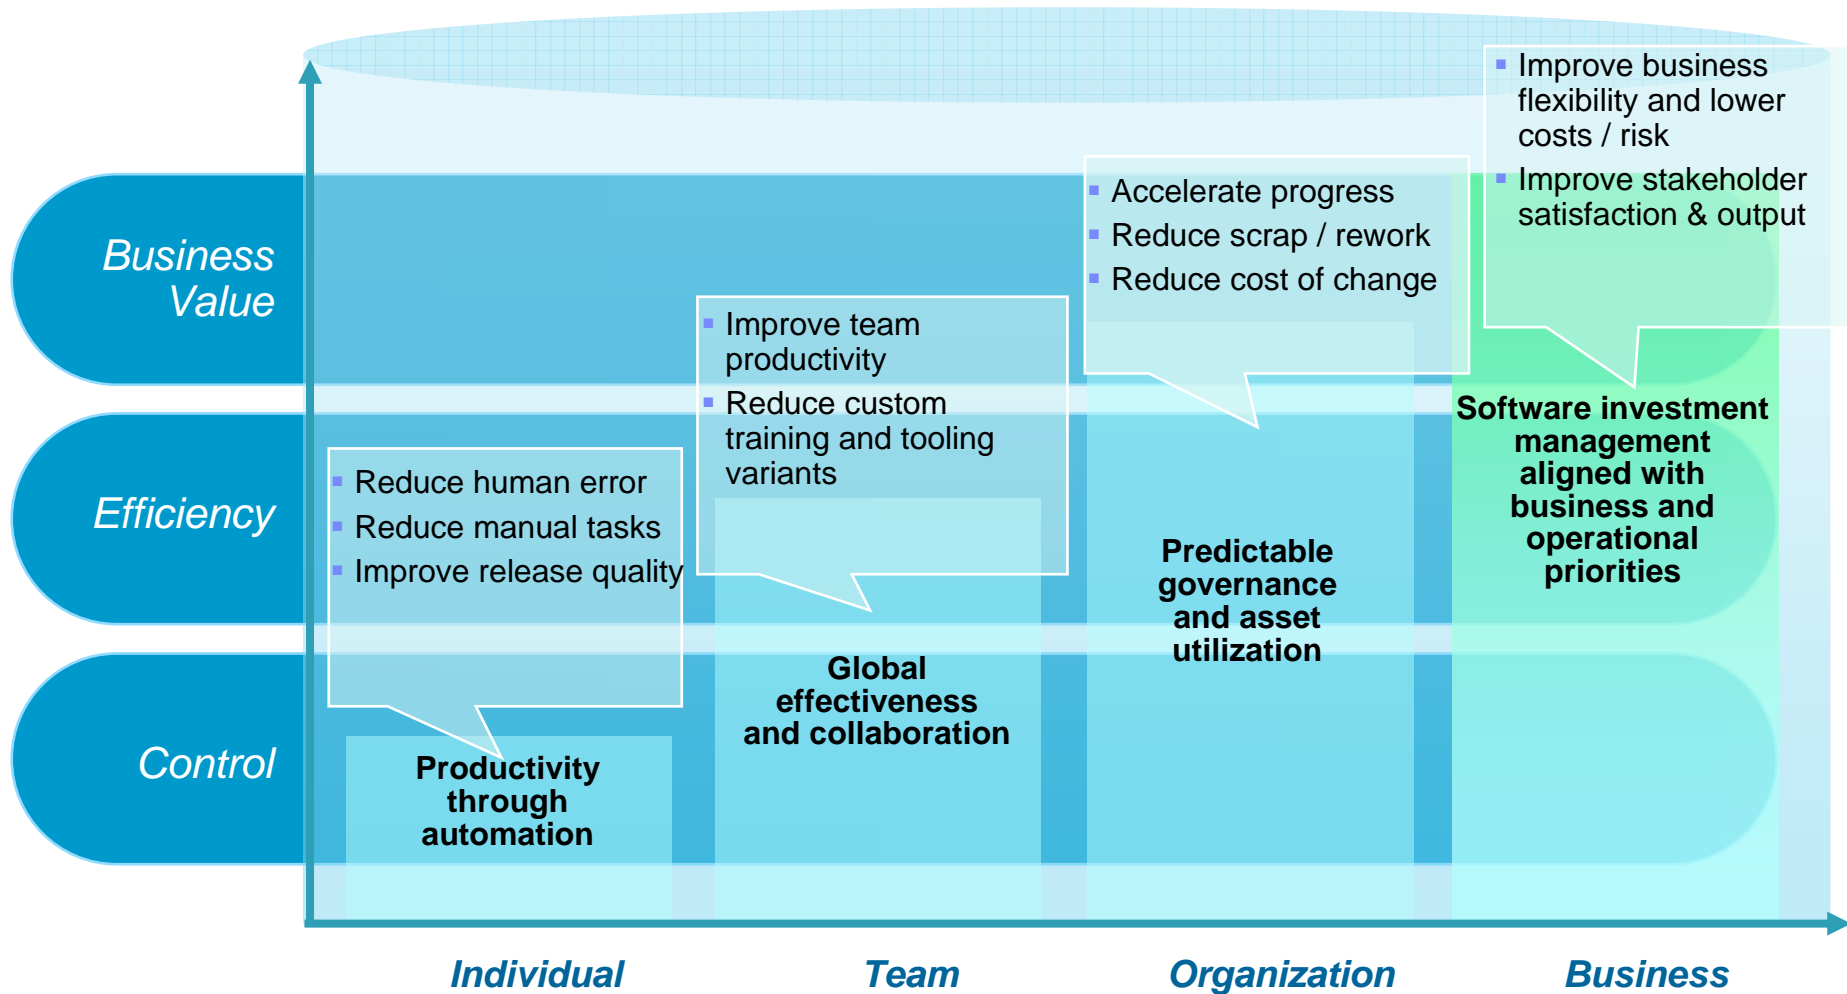 Improve business
flexibility and lower
costs / risk
Improve stakeholder
satisfaction & output
Accelerate progress
Reduce scrap / rework
Reduce cost of change
Business
Value
Improve team
productivity
Reduce custom
training and tooling
variants
Software investment
management
aligned with
business and
operational
priorities
Reduce human error
Reduce manual tasks
Improve release quality
Efficiency
Predictable
governance
and asset
utilization
Global
effectiveness
and collaboration
Control
Productivity
through
automation
Individual
Team
Organization
Business